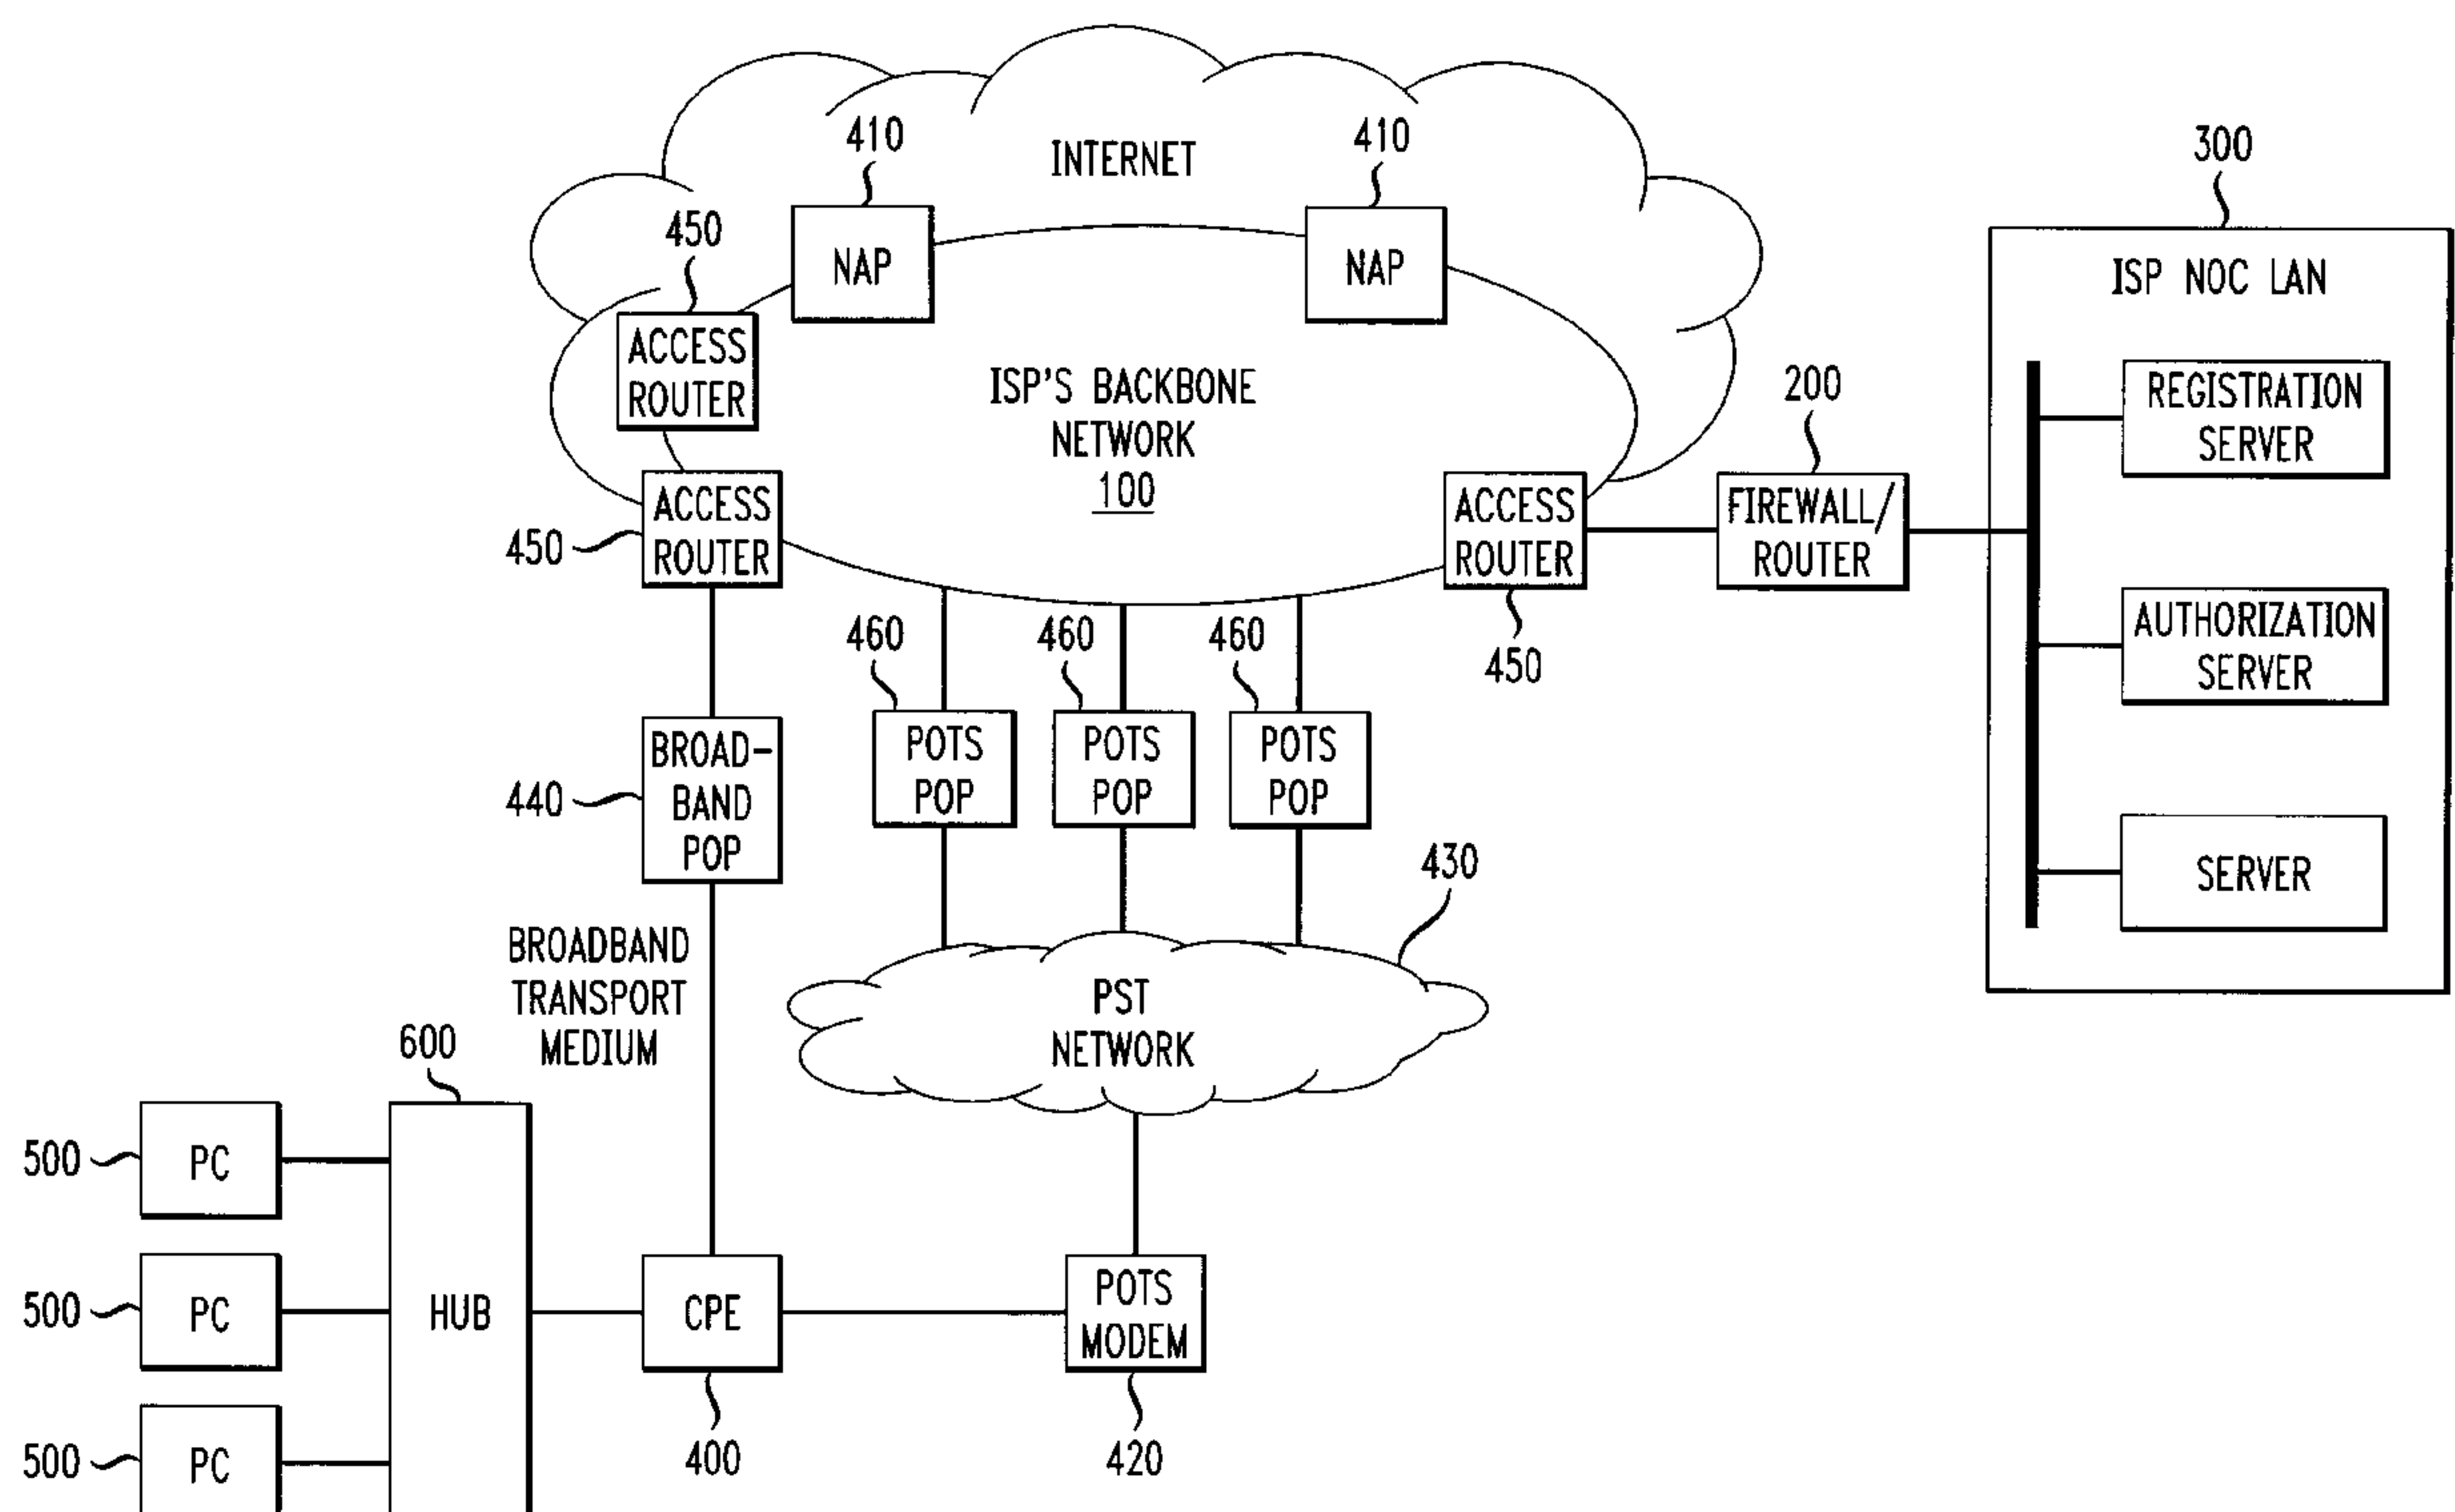 410
INTERNET
410
300
450
NAP
NAP
ISP NOC LAN
ACCESS
ROUTER
ISP'S BACKBONE
NETWORK
100
200
REGISTRATION
SERVER
450
ACCESS
ROUTER
ACCESS
ROUTER
450
FIREWALL/
ROUTER
AUTHORIZATION
SERVER
460
460
460
440
BROAD-
BAND
POP
POTS
POP
POTS
POP
POTS
POP
SERVER
430
BROADBAND
TRANSPORT
MEDIUM
PST
NETWORK
600
500
PC
500
PC
500
PC
HUB
CPE
400
POTS
MODEM
420